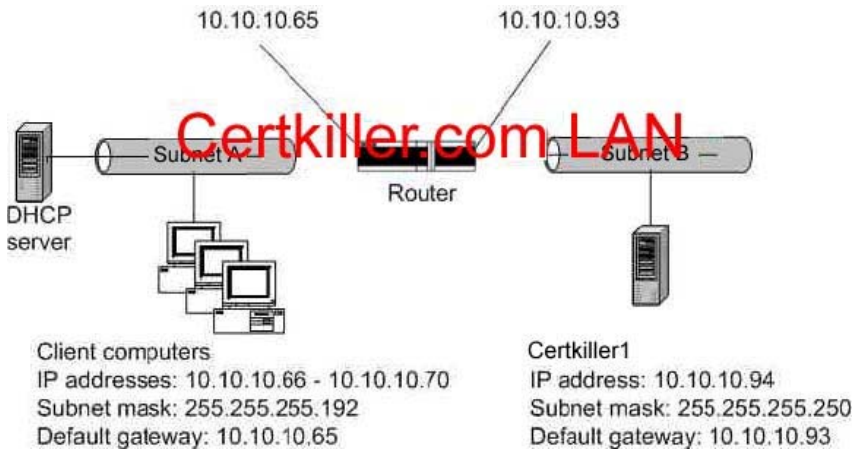 10.10.10.65
10.10.10.93
Certkiller.com LAN
Subnet A
Subnet B
Router
DHCP
server
Client computers
IP addresses: 10.10.10.66 - 10.10.10.70
Subnet mask: 255.255.255.192
Default gateway: 10.10.10.65
Certkiller1
IP address: 10.10.10.94
Subnet mask: 255.255.255.250
Default gateway: 10.10.10.93